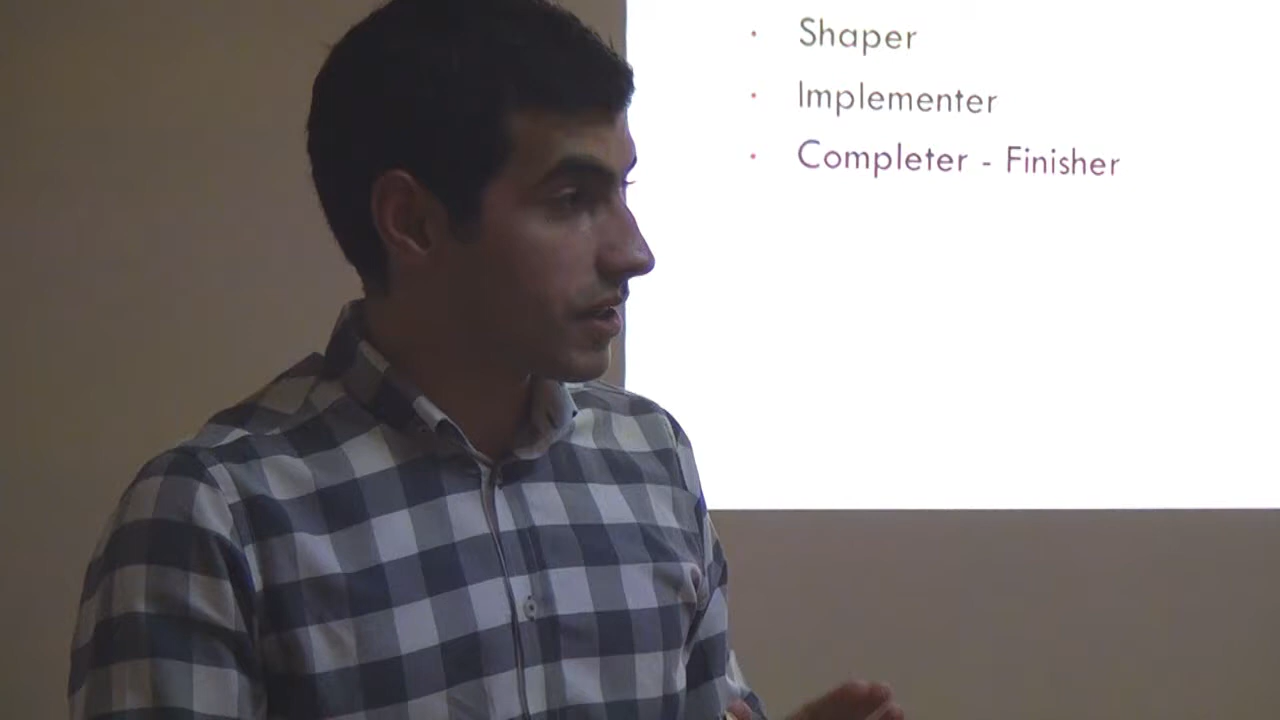 • Shaper
• Implementer
• Completer - Finisher